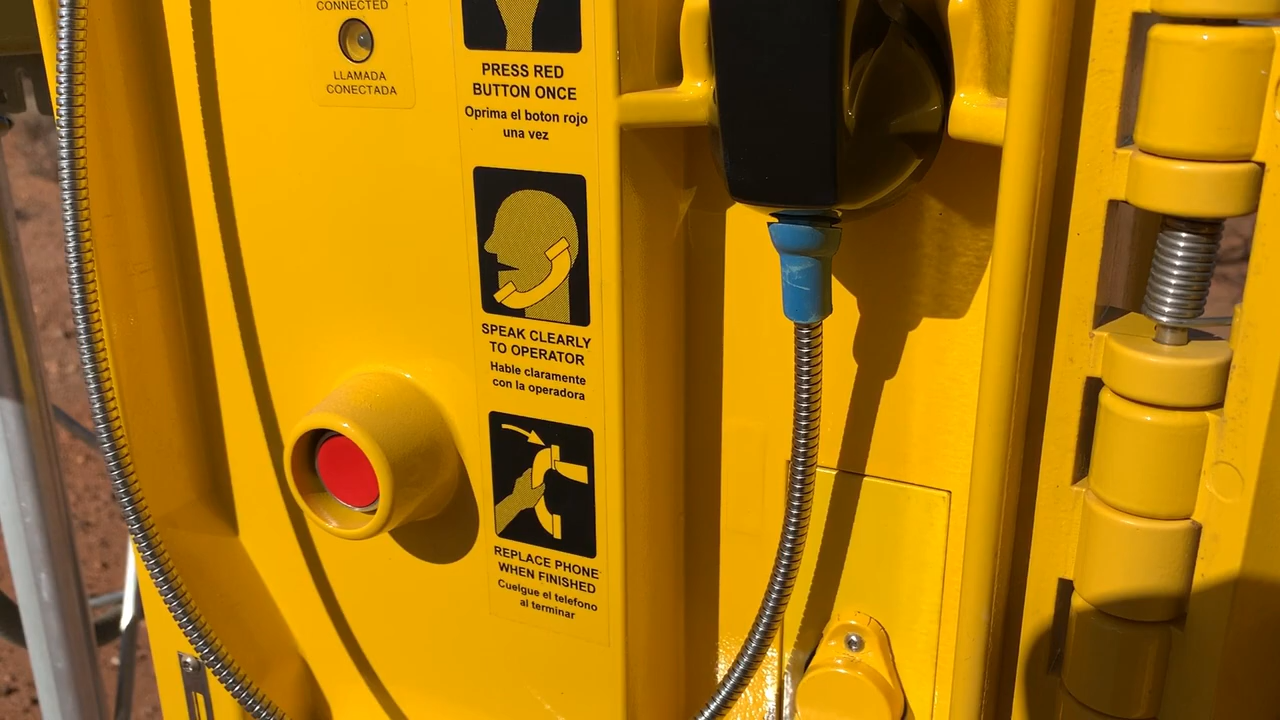 CONNECTED
LLAMADA
CONECTADA
PRESS RED
BUTTON ONCE
Oprima el boton rojo
una vez
SPEAK CLEARLY
TO OPERATOR
Hable claramente
con la operadora
REPLACE PHONE
WHEN FINISHED
Cuelgue el telefono
al terminar